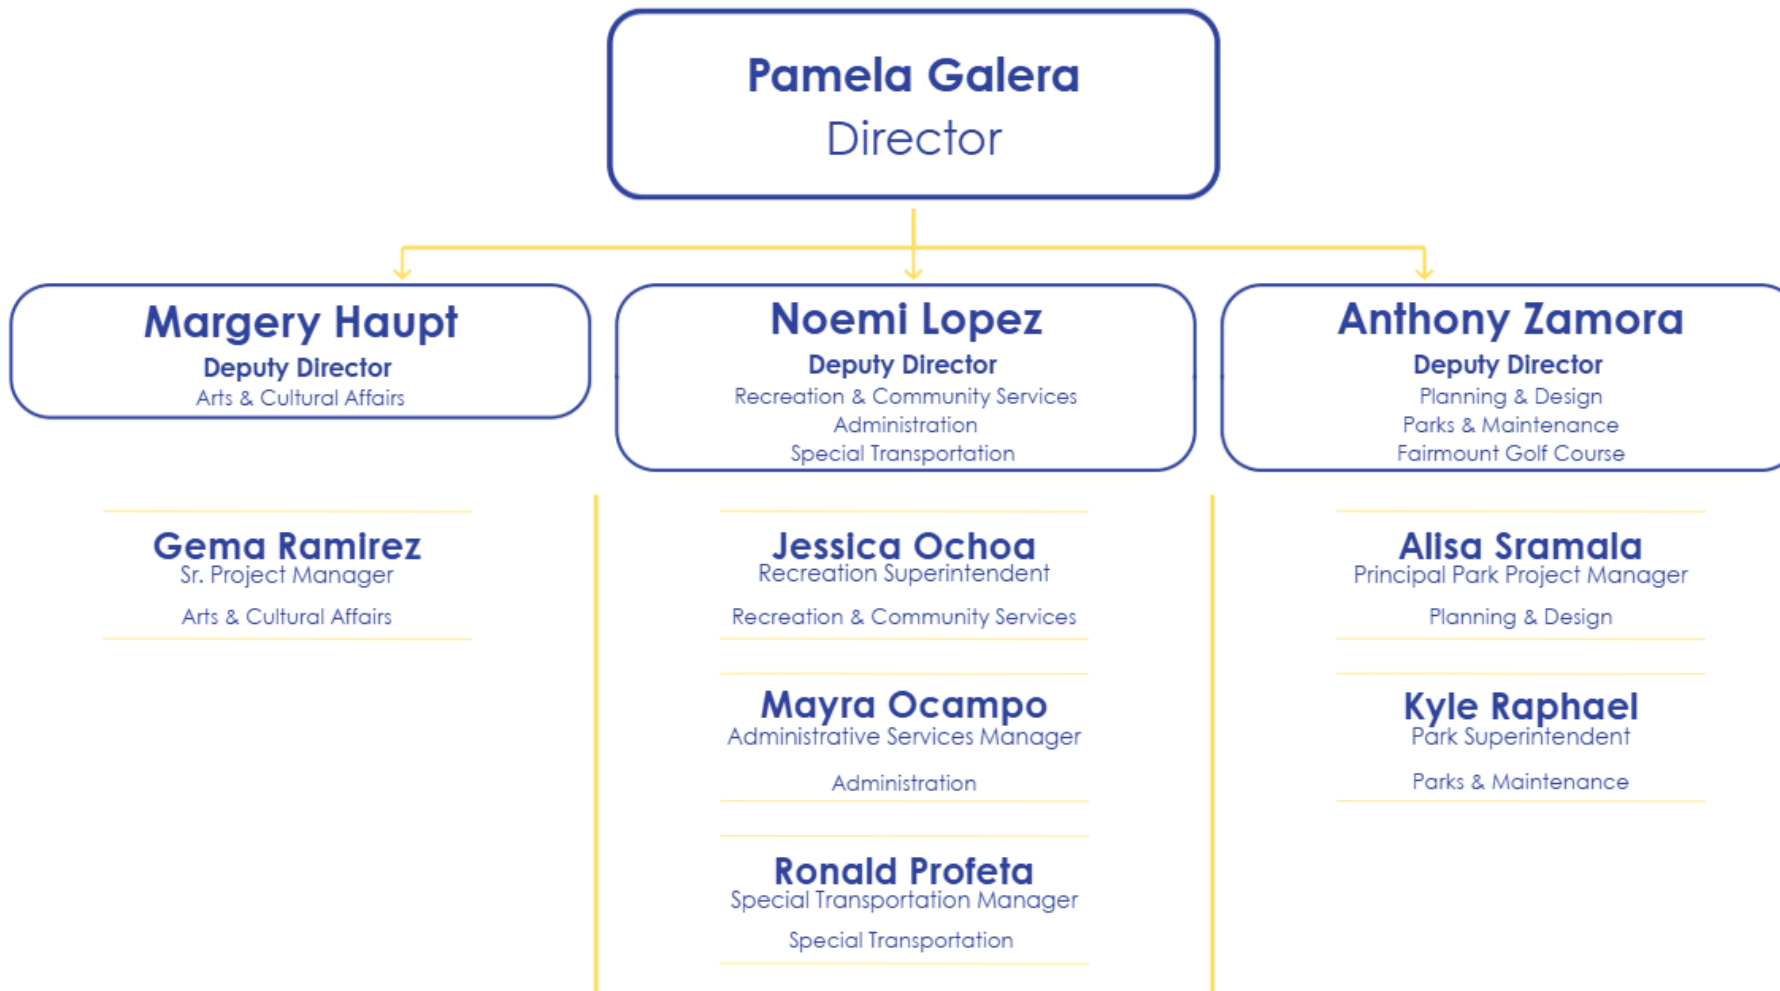 Pamela Galera
Director
Margery Haupt
Deputy Director
Arts & Cultural Affairs
Noemi Lopez
Deputy Director
Recreation & Community Services
Administration
Special Transportation
Anthony Zamora
Deputy Director
Planning & Design
Parks & Maintenance
Fairmount Golf Course
Gema Ramirez
Sr. Project Manager
Arts & Cultural Affairs
Jessica Ochoa
Recreation Superintendent
Recreation & Community Services
Mayra Ocampo
Administrative Services Manager
Administration
Ronald Profeta
Special Transportation Manager
Special Transportation
Alisa Sramala
Principal Park Project Manager
Planning & Design
Kyle Raphael
Park Superintendent
Parks & Maintenance